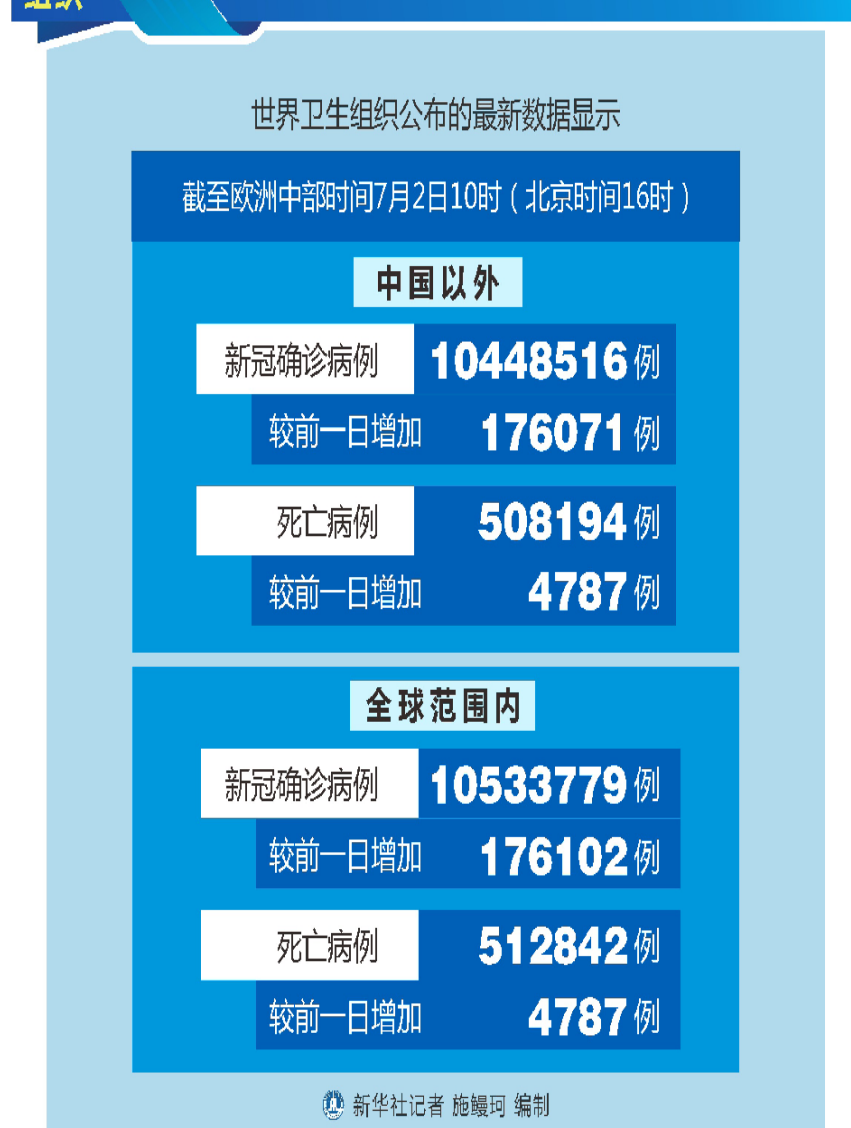 组织
世界卫生组织公布的最新数据显示
截至欧洲中部时间7月2日10时（北京时间16时）
中国以外
新冠确诊病例 10448516例
较前一日增加 176071例
死亡病例 508194例
较前一日增加 4787例
全球范围内
新冠确诊病例 10533779例
较前一日增加 176102例
死亡病例 512842例
较前一日增加 4787例
新华社记者 施鳗珂 编制